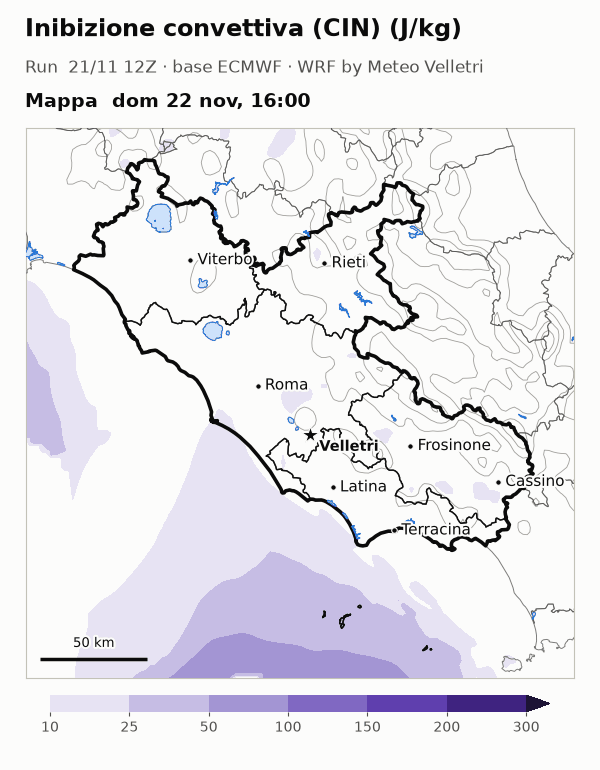 Inibizione convettiva (CIN) (J/kg)
Run 21/11 12Z · base ECMWF · WRF by Meteo Velletri
Mappa dom 22 nov, 16:00
Viterbo
Rieti
Roma
Velletri
Frosinone
Cassino
Latina
Terracina
50 km
10 25 50 100 150 200 300